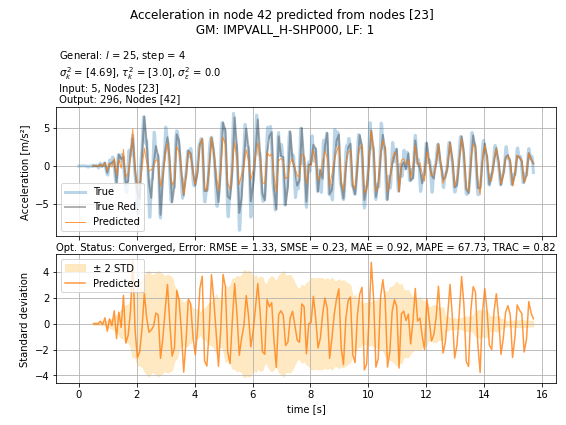 Acceleration in node 42 predicted from nodes [23]
GM: IMPVALL_H-SHP000, LF: 1
General: l = 25, step = 4
σ²ₖ = [4.69], τ²ₖ = [3.0], σ²ε = 0.0
Input: 5, Nodes [23]
Output: 296, Nodes [42]
Acceleration [m/s²]
5
0
−5
True
True Red.
Predicted
Opt. Status: Converged, Error: RMSE = 1.33, SMSE = 0.23, MAE = 0.92, MAPE = 67.73, TRAC = 0.82
Standard deviation
4
2
0
−2
−4
± 2 STD
Predicted
0 2 4 6 8 10 12 14 16
time [s]